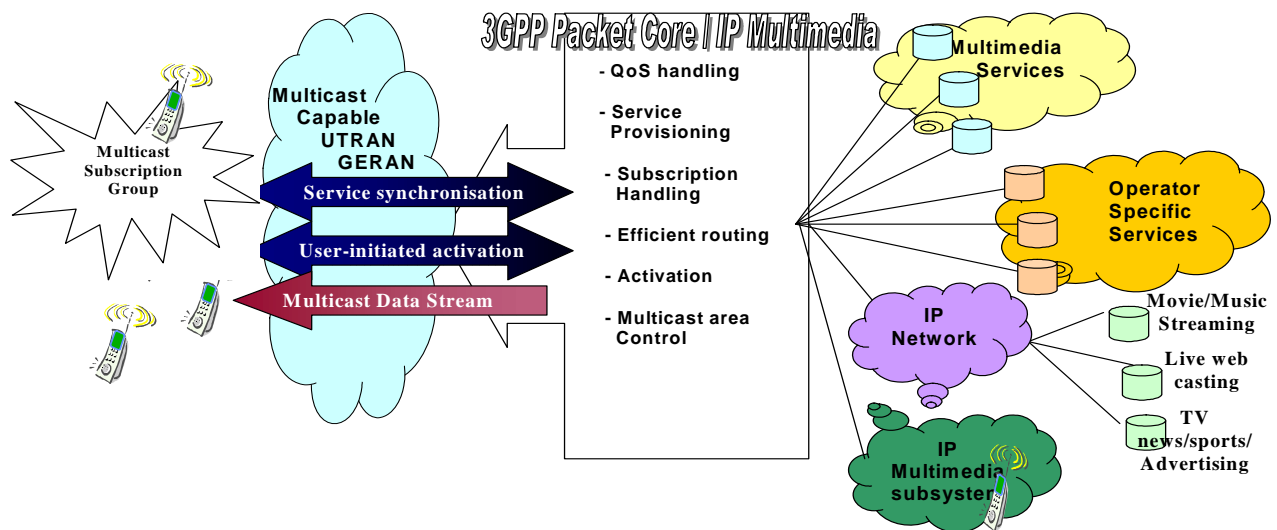 3GPP Packet Core / IP Multimedia
Multicast
Subscription
Group
Multicast
Capable
UTRAN
GERAN
Service synchronisation
User-initiated activation
Multicast Data Stream
- QoS handling
- Service
Provisioning
- Subscription
Handling
- Efficient routing
- Activation
- Multicast area
Control
Multimedia
Services
Operator
Specific
Services
IP
Network
Movie/Music
Streaming
Live web
casting
TV
news/sports/
Advertising
IP
Multimedia
subsystem